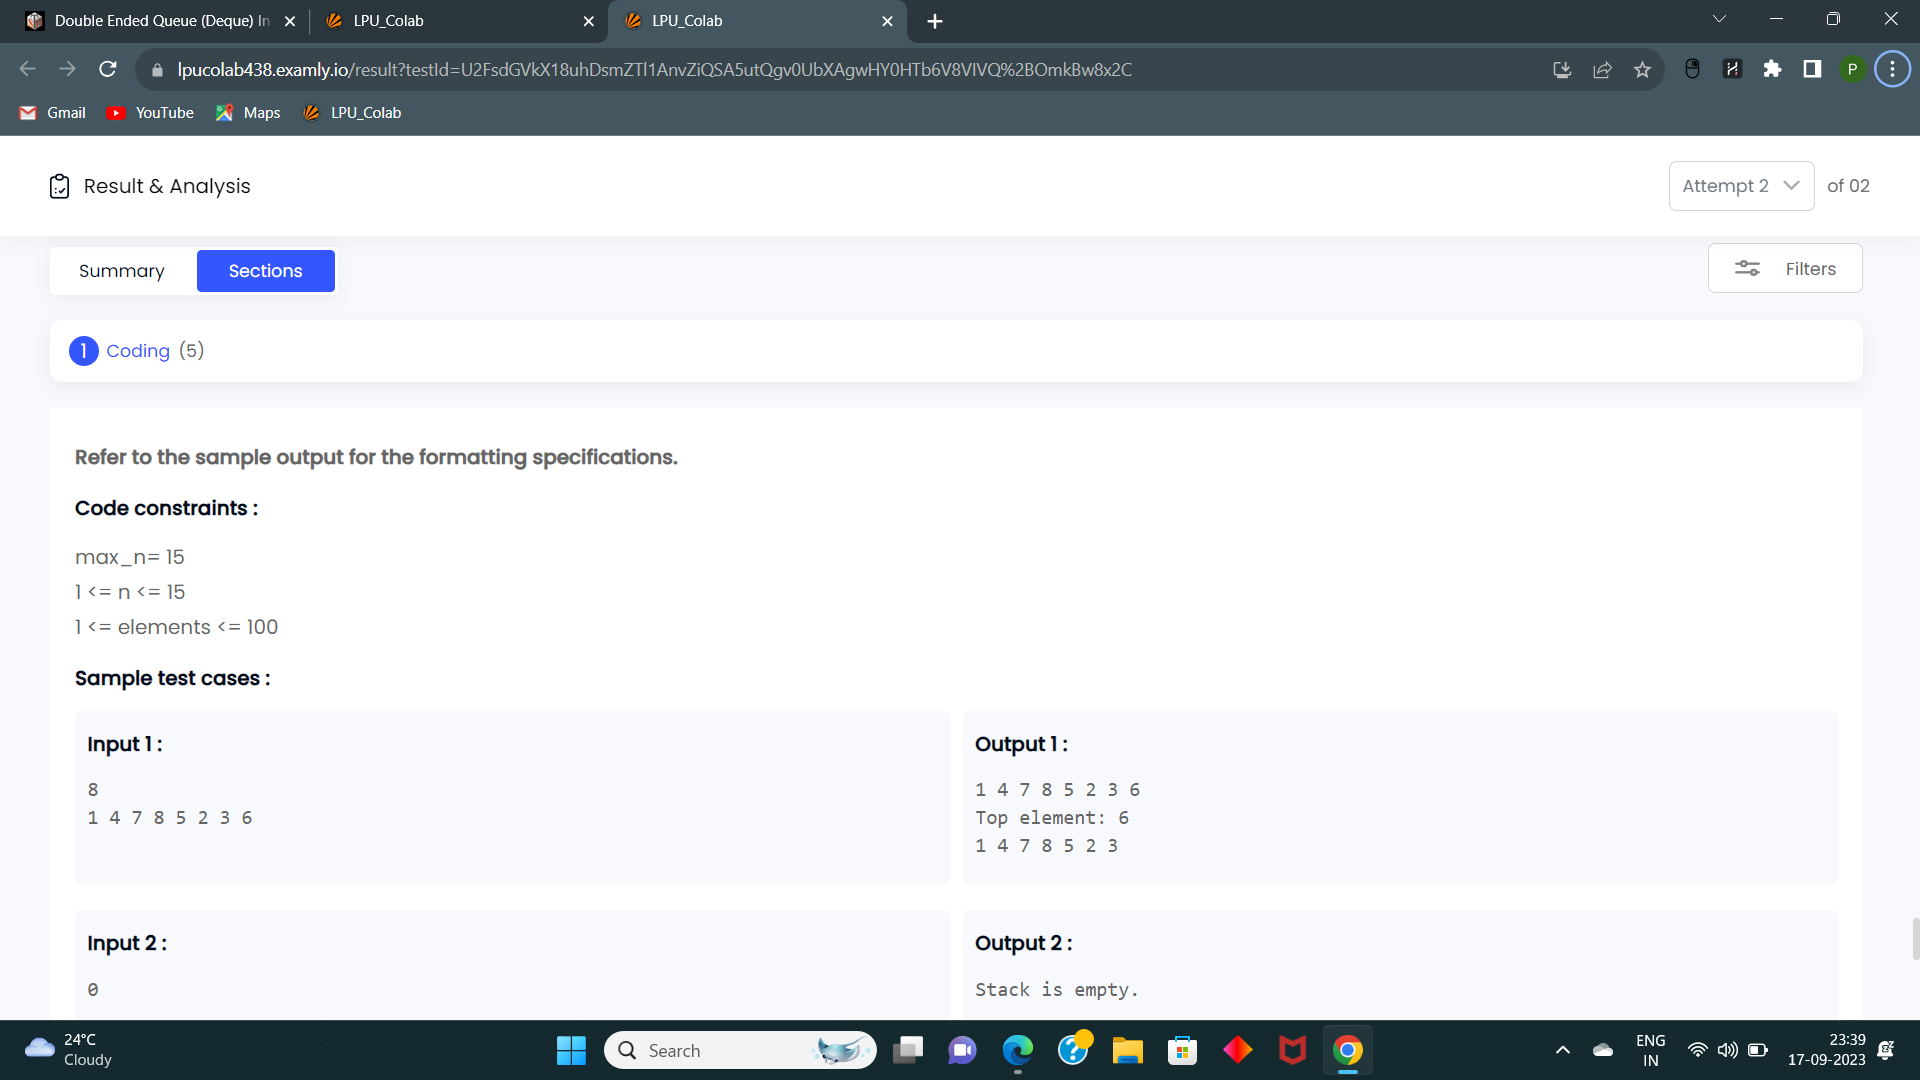 Double Ended Queue (Deque) In
LPU_Colab
LPU_Colab
lpucolab438.examly.io/result?testId=U2FsdGVkX18uhDsmZTl1AnvZiQSA5utQgv0UbXAgwHY0HTb6V8VlVQ%2BOmkBw8x2C
P
Gmail
YouTube
Maps
LPU_Colab
Result & Analysis
Attempt 2
of 02
Summary
Sections
Filters
1 Coding (5)
Refer to the sample output for the formatting specifications.
Code constraints :
max_n= 15
1 <= n <= 15
1 <= elements <= 100
Sample test cases :
Input 1 :
8
1 4 7 8 5 2 3 6
Output 1 :
1 4 7 8 5 2 3 6
Top element: 6
1 4 7 8 5 2 3
Input 2 :
0
Output 2 :
Stack is empty.
24°C
Cloudy
Search
ENG
IN
23:39
17-09-2023